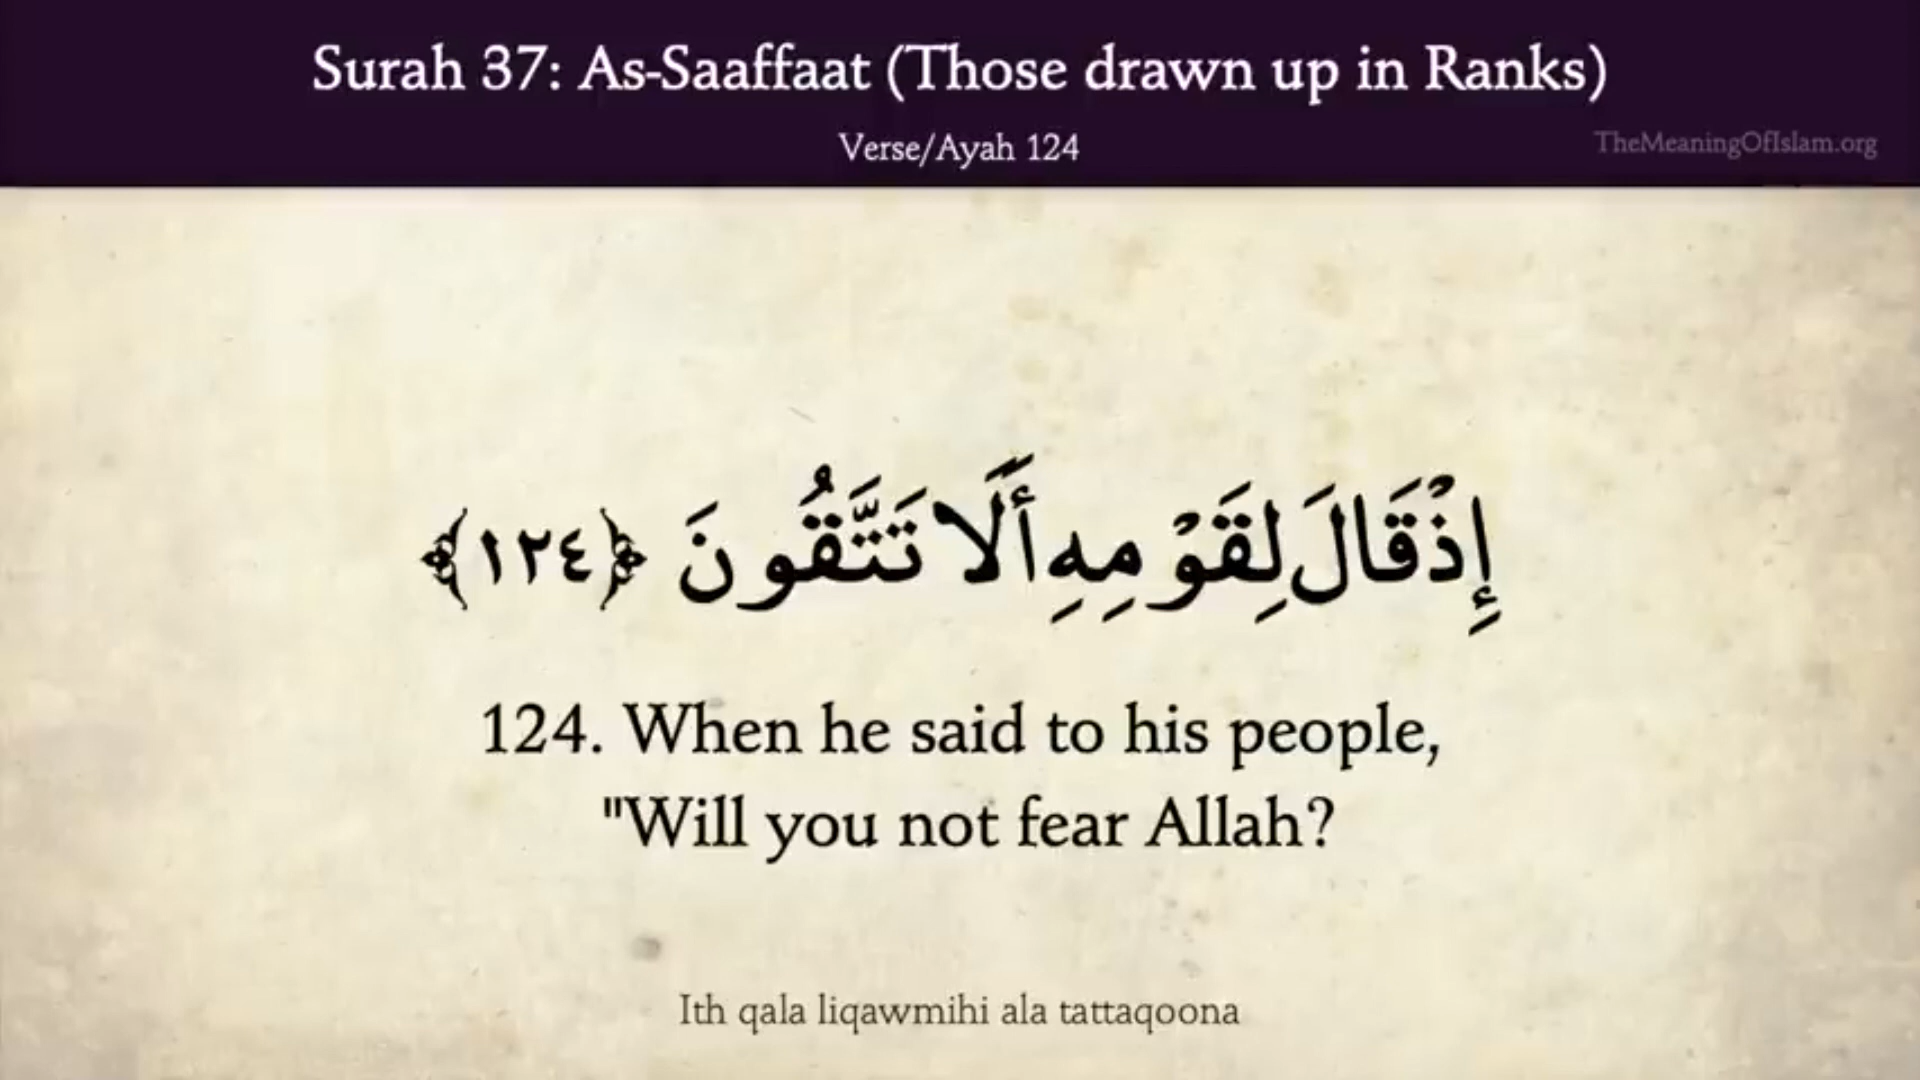 Surah 37: As-Saaffaat (Those drawn up in Ranks)
Verse/Ayah 124
TheMeaningOfIslam.org
إِذْ قَالَ لِقَوْمِهِ أَلَا تَتَّقُونَ ﴿١٢٤﴾
124. When he said to his people,
"Will you not fear Allah?
Ith qala liqawmihi ala tattaqoona